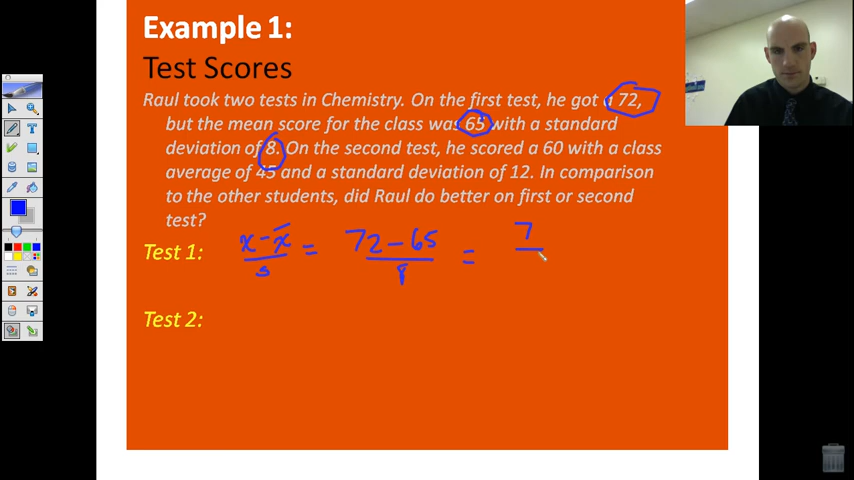 Example 1:
Test Scores
Raul took two tests in Chemistry. On the first test, he got a 72,
but the mean score for the class was 65 with a standard
deviation of 8. On the second test, he scored a 60 with a class
average of 45 and a standard deviation of 12. In comparison
to the other students, did Raul do better on first or second
test?
Test 1: x - x̄ / s = 72 - 65 / 8 = 7 /
Test 2: